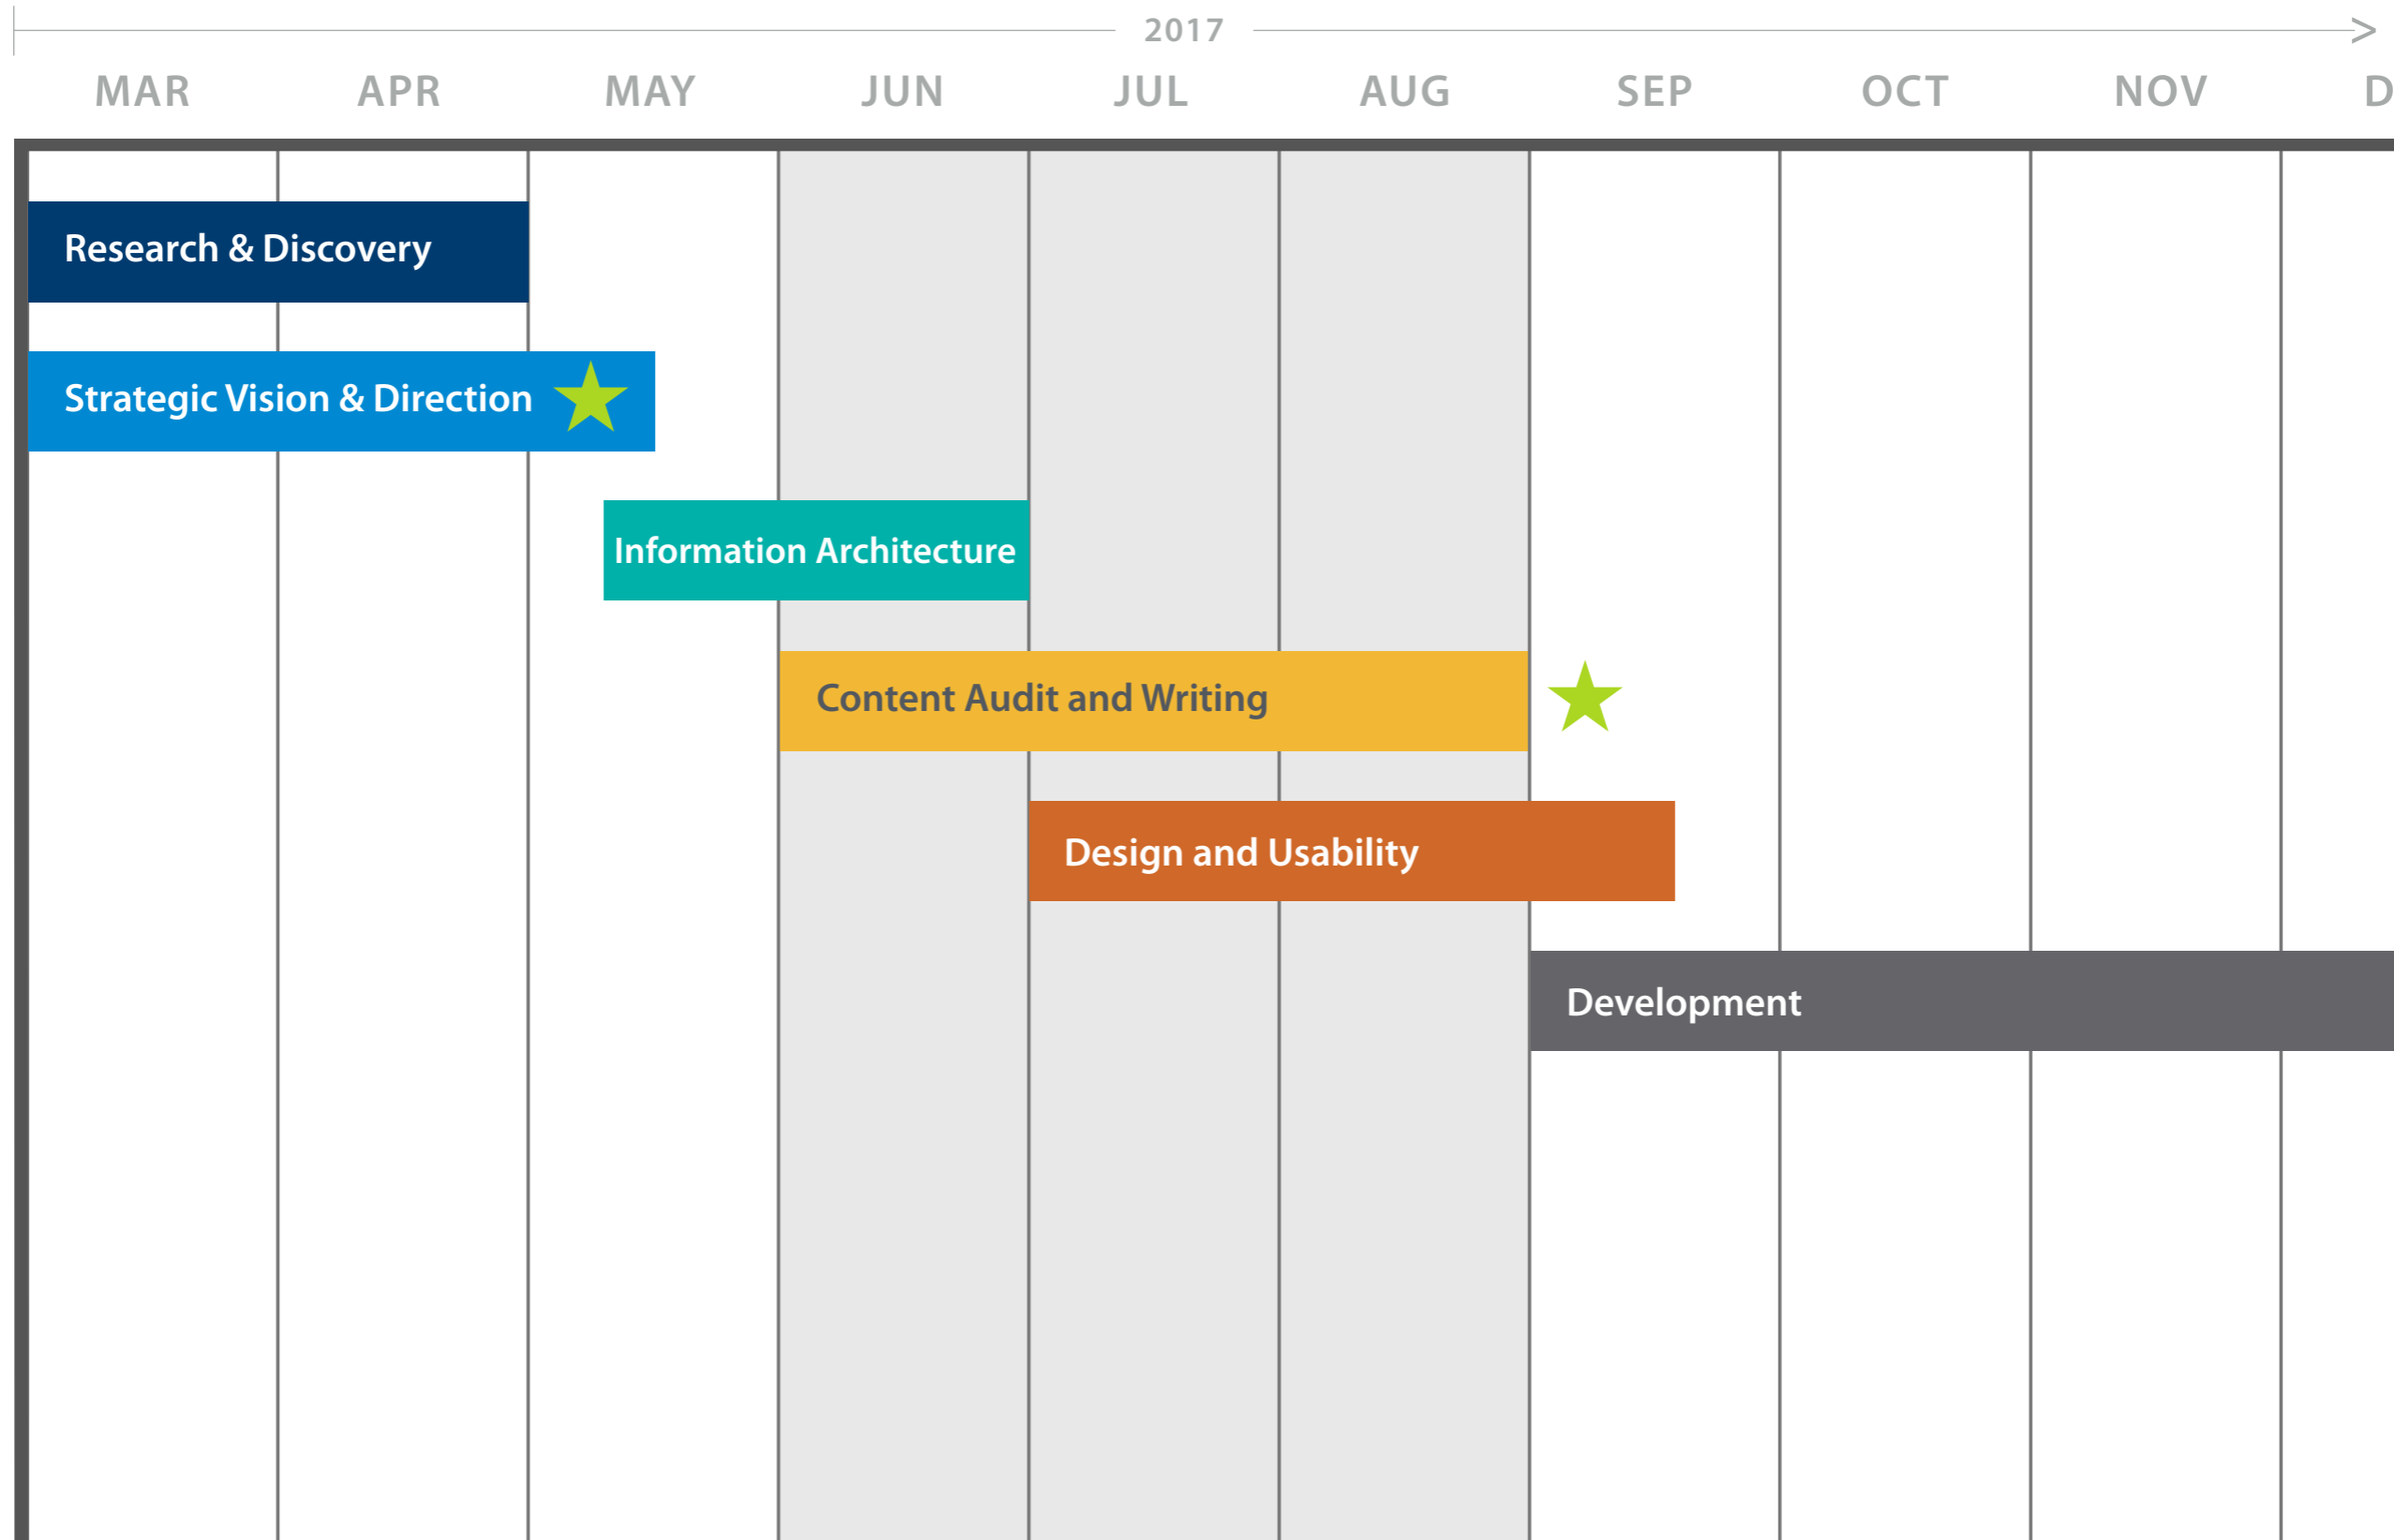 2017
MAR APR MAY JUN JUL AUG SEP OCT NOV D
Research & Discovery
Strategic Vision & Direction
Information Architecture
Content Audit and Writing
Design and Usability
Development